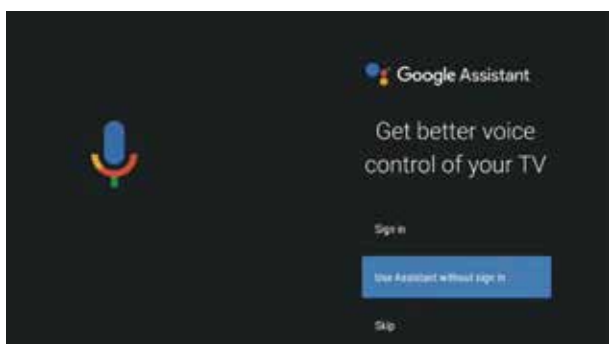 Google Assistant
Get better voice
control of your TV
Sign in
Use Assistant without sign in
Skip